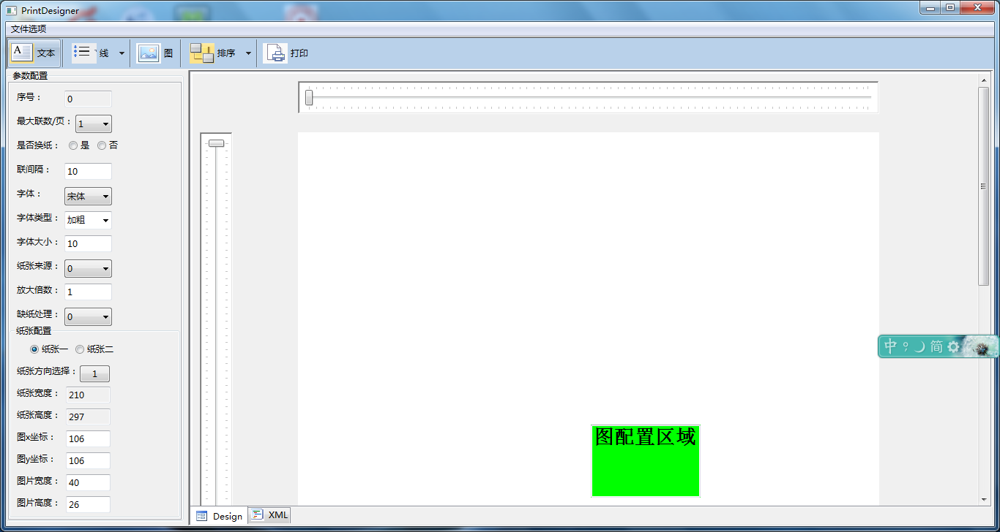 PrintDesigner
文件选项
A 文本 线 图 排序 打印
参数配置
序号： 0
最大联数/页： 1
是否换纸： 是 否
联间隔： 10
字体： 宋体
字体类型： 加粗
字体大小： 10
纸张来源： 0
放大倍数： 1
缺纸处理： 0
纸张配置
纸张一 纸张二
纸张方向选择： 1
纸张宽度： 210
纸张高度： 297
图x坐标： 106
图y坐标： 106
图片宽度： 40
图片高度： 26
图配置区域
中 简
Design XML